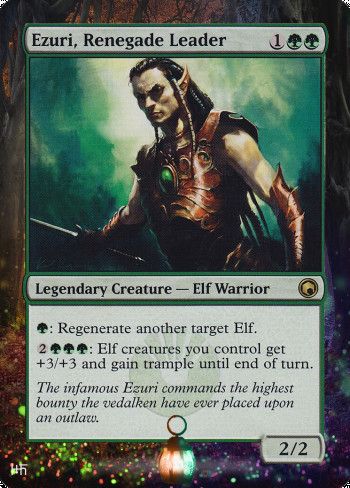 Ezuri, Renegade Leader 1
Legendary Creature — Elf Warrior
: Regenerate another target Elf.
2: Elf creatures you control get
+3/+3 and gain trample until end of turn.
The infamous Ezuri commands the highest
bounty the vedalken have ever placed upon
an outlaw.
2/2